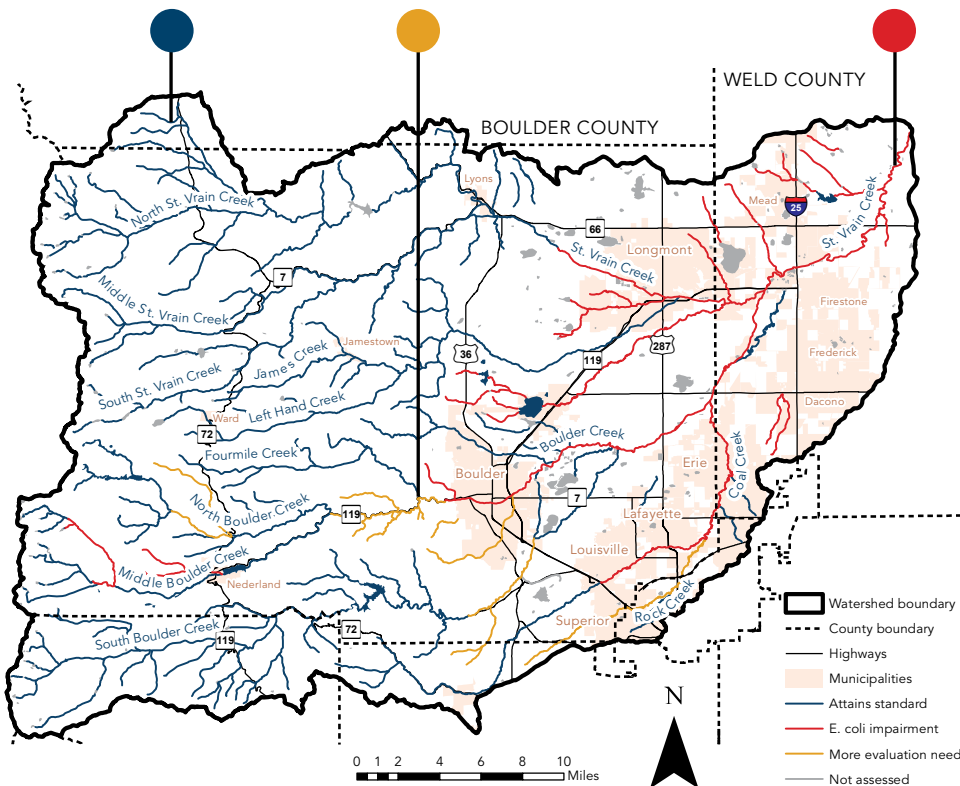 WELD COUNTY
BOULDER COUNTY
Lyons
North St. Vrain Creek
Mead
25
St. Vrain Creek
66
Longmont
St. Vrain Creek
7
Middle St. Vrain Creek
Firestone
Jamestown
James Creek
36
119
287
Frederick
South St. Vrain Creek
Left Hand Creek
Dacono
Ward
72
Boulder Creek
Fourmile Creek
Boulder
Erie
Coal Creek
North Boulder Creek
119
7
Lafayette
Louisville
Middle Boulder Creek
Nederland
Rock Creek
Superior
South Boulder Creek
119
72
Watershed boundary
County boundary
Highways
Municipalities
Attains standard
E. coli impairment
More evaluation need
Not assessed
N
0 1 2 4 6 8 10
Miles